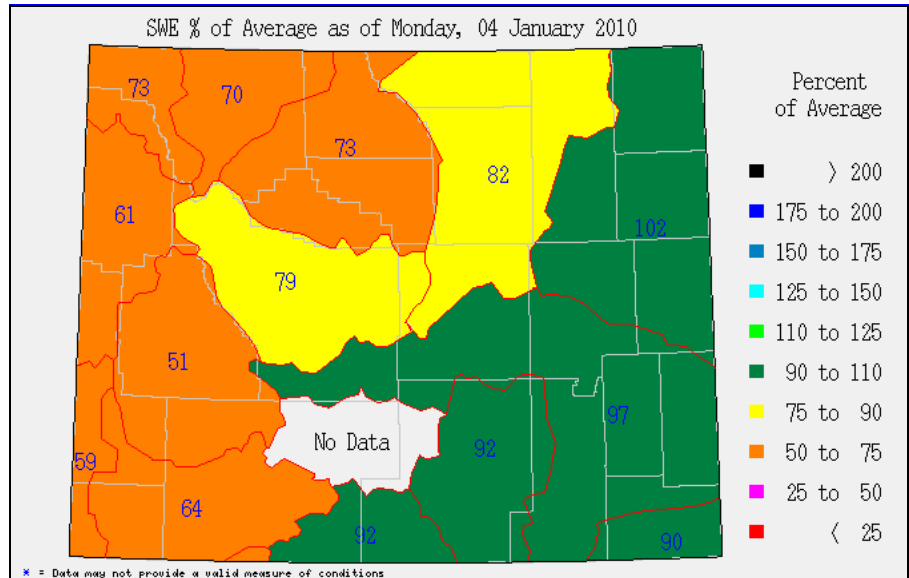 SWE % of Average as of Monday, 04 January 2010
Percent
of Average
73
70
73
82
61
102
79
51
No Data
97
92
59
64
92
90
> 200
175 to 200
150 to 175
125 to 150
110 to 125
90 to 110
75 to 90
50 to 75
25 to 50
< 25
* = Data may not provide a valid measure of conditions